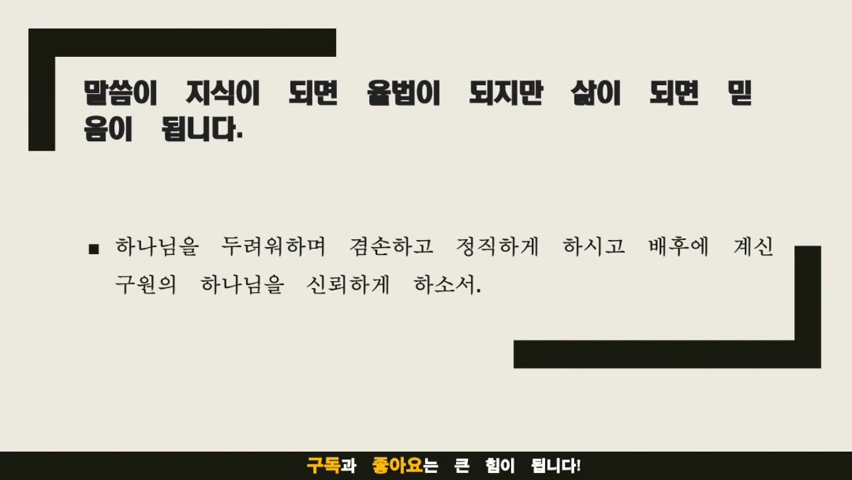 말씀이 지식이 되면 율법이 되지만 삶이 되면 믿
음이 됩니다.
■ 하나님을 두려워하며 겸손하고 정직하게 하시고 배후에 계신
구원의 하나님을 신뢰하게 하소서.
구독과 좋아요는 큰 힘이 됩니다!